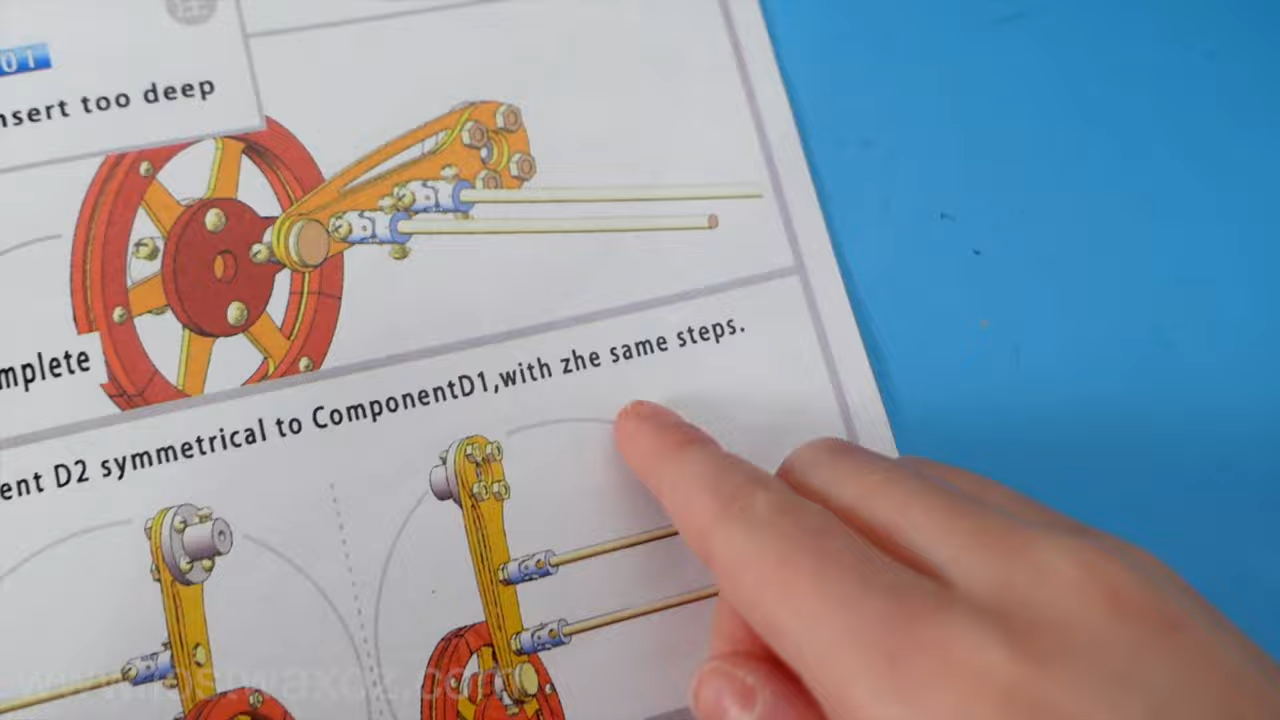 01
nsert too deep
mplete
ent D2 symmetrical to ComponentD1,with zhe same steps.